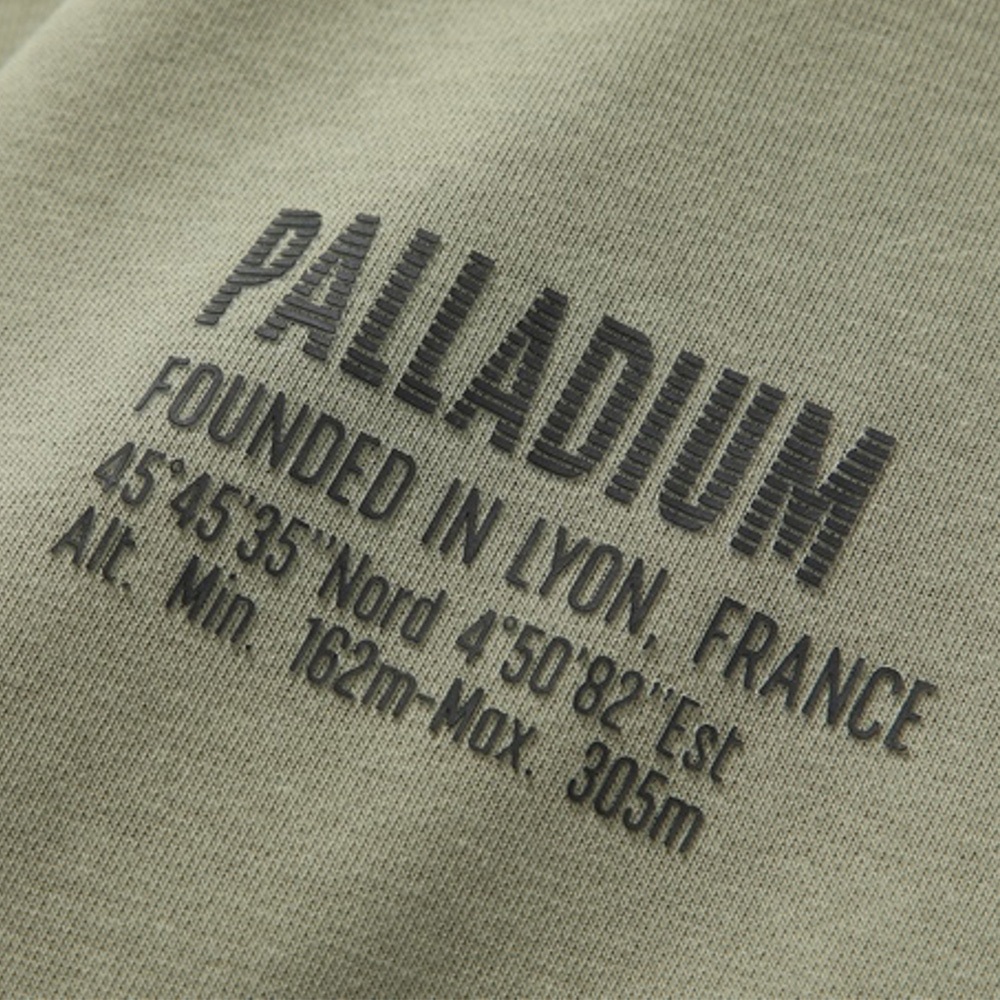 PALLADIUM
FOUNDED IN LYON, FRANCE
45°45'35"Nord 4°50'82"Est
Alt. Min. 162m-Max. 305m